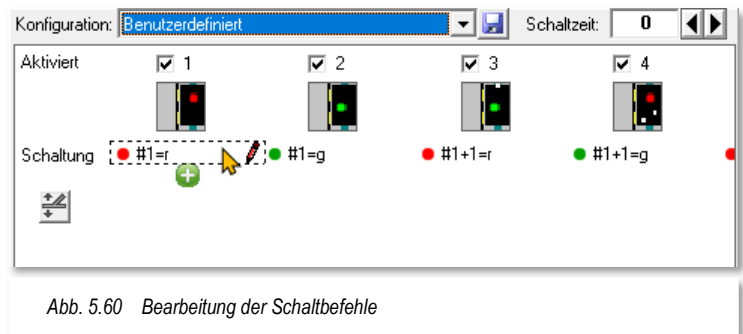 Konfiguration: Benutzerdefiniert Schaltzeit: 0
Aktiviert 1 2 3 4
Schaltung #1=r #1=g #1+1=r #1+1=g
Abb. 5.60 Bearbeitung der Schaltbefehle